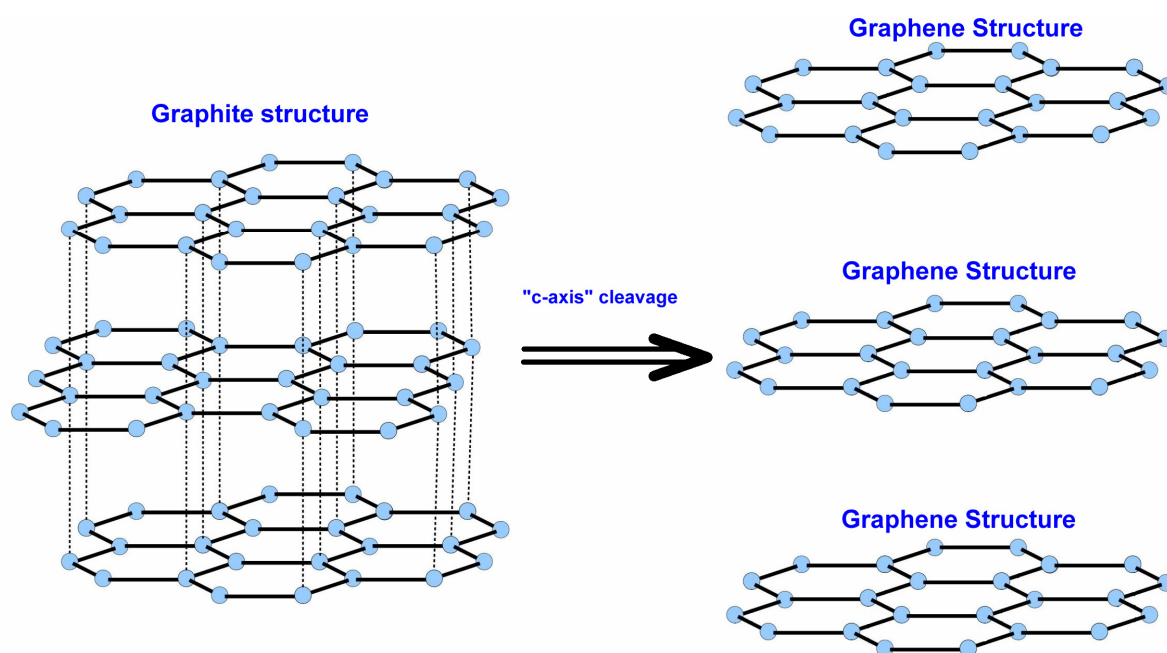 Graphene Structure
Graphite structure
Graphene Structure
"c-axis" cleavage
Graphene Structure